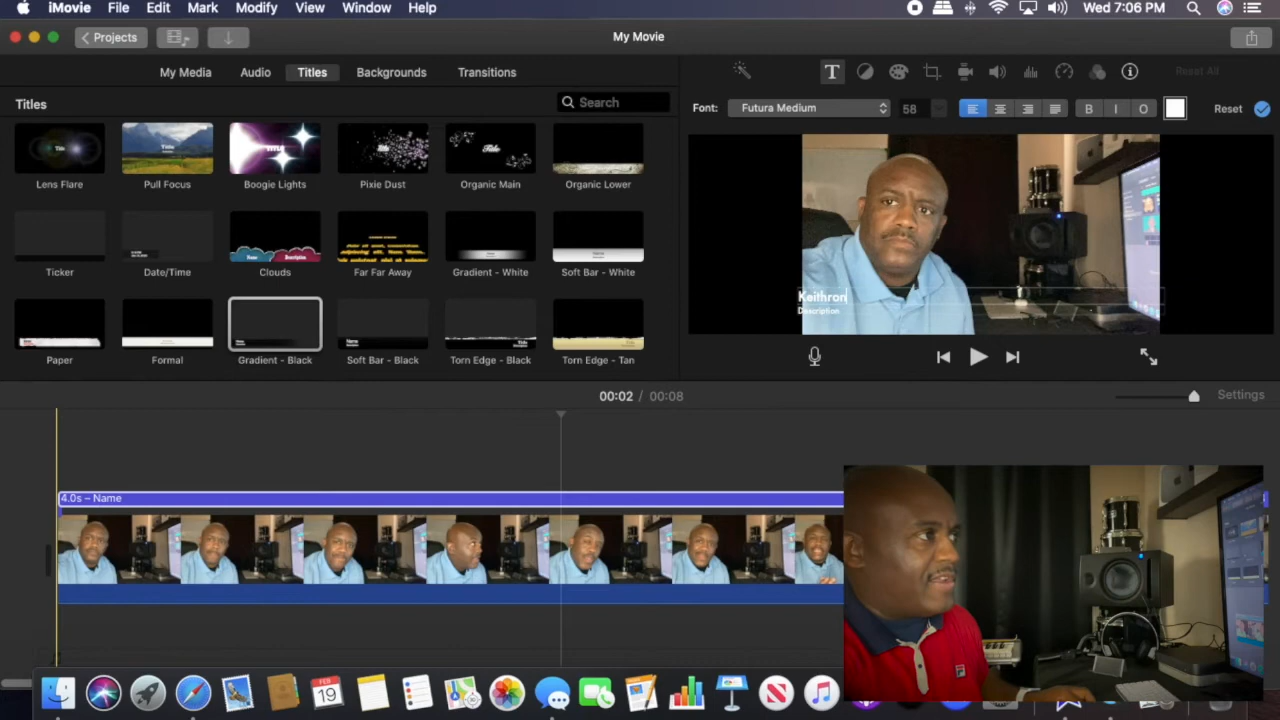 iMovie File Edit Mark Modify View Window Help Wed 7:06 PM
Projects My Movie
My Media Audio Titles Backgrounds Transitions Reset All
Titles Search Font: Futura Medium 58 B I O Reset
Lens Flare Pull Focus Boogie Lights Pixie Dust Organic Main Organic Lower
Ticker Date/Time Clouds Far Far Away Gradient - White Soft Bar - White
Keithron
Description
Paper Formal Gradient - Black Soft Bar - Black Torn Edge - Black Torn Edge - Tan
00:02 / 00:08 Settings
4.0s – Name
FEB
19